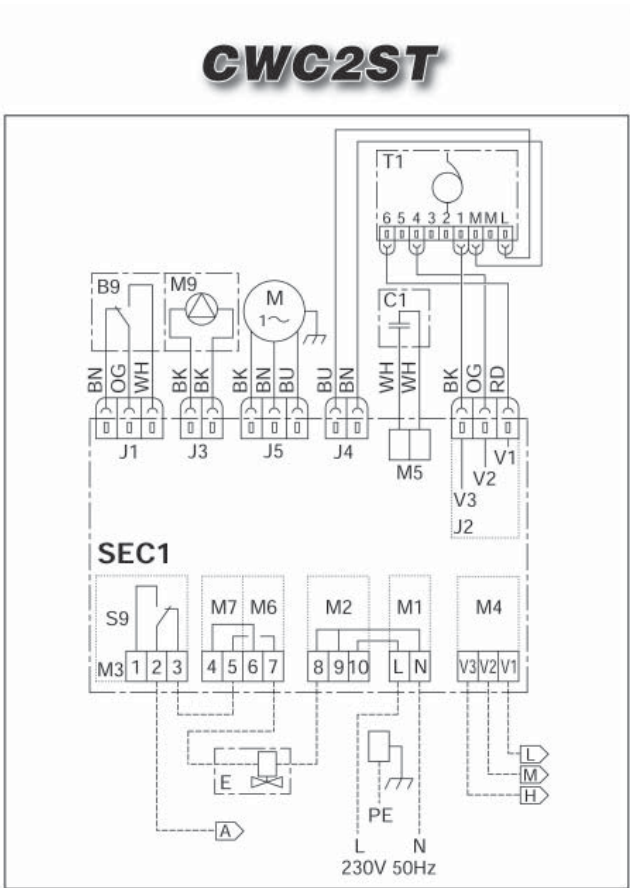 CWC2ST
T1
6 5 4 3 2 1 M M L
B9 M9 M 1~ C1
BN OG WH BK BK BK BN BU BU BN WH WH BK OG RD
J1 J3 J5 J4 M5
V1
V2
V3
J2
SEC1
S9 M7 M6 M2 M1 M4
M3 1 2 3 4 5 6 7 8 9 10 L N V3 V2 V1
L
M
H
E
PE
A
L N
230V 50Hz